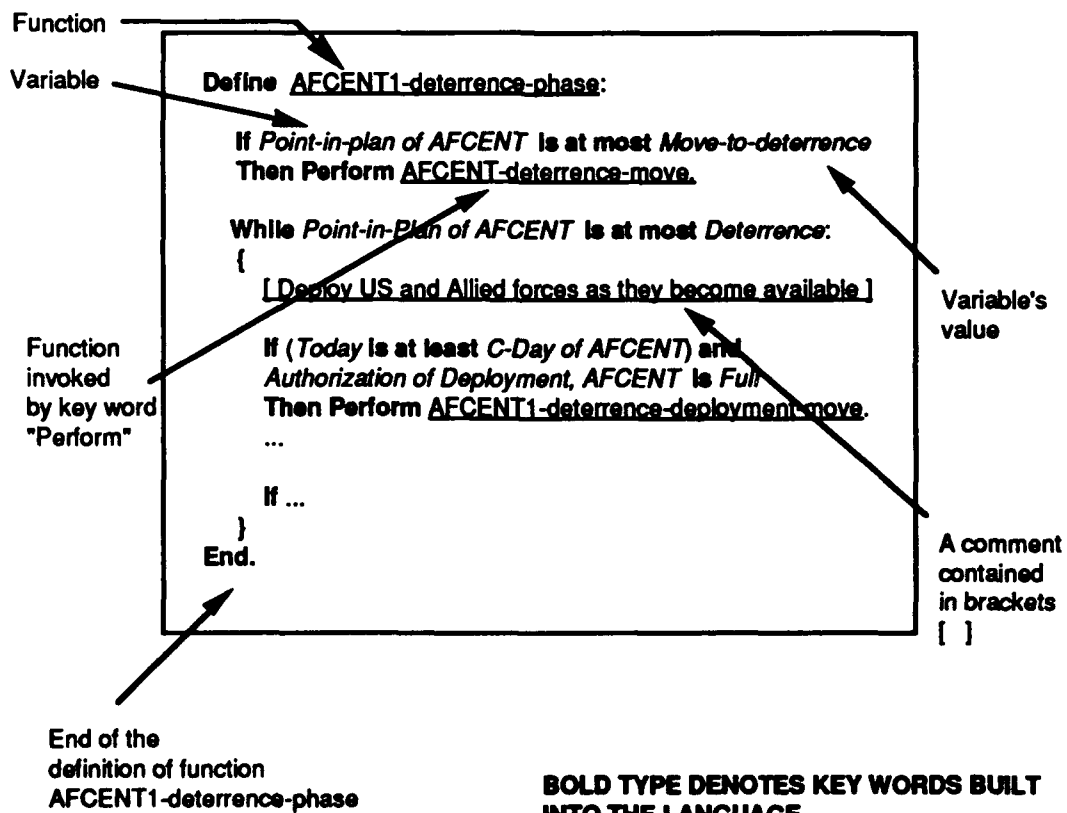 Function
Variable
Define AFCENT1-deterrence-phase:
If Point-in-plan of AFCENT is at most Move-to-deterrence
Then Perform AFCENT-deterrence-move.
While Point-in-Plan of AFCENT is at most Deterrence:
{
[ Deploy US and Allied forces as they become available ]
If (Today is at least C-Day of AFCENT) and
Authorization of Deployment, AFCENT is Full
Then Perform AFCENT1-deterrence-deployment-move.
...
If ...
}
End.
Function
invoked
by key word
"Perform"
Variable's
value
A comment
contained
in brackets
[ ]
End of the
definition of function
AFCENT1-deterrence-phase
BOLD TYPE DENOTES KEY WORDS BUILT
INTO THE LANGUAGE